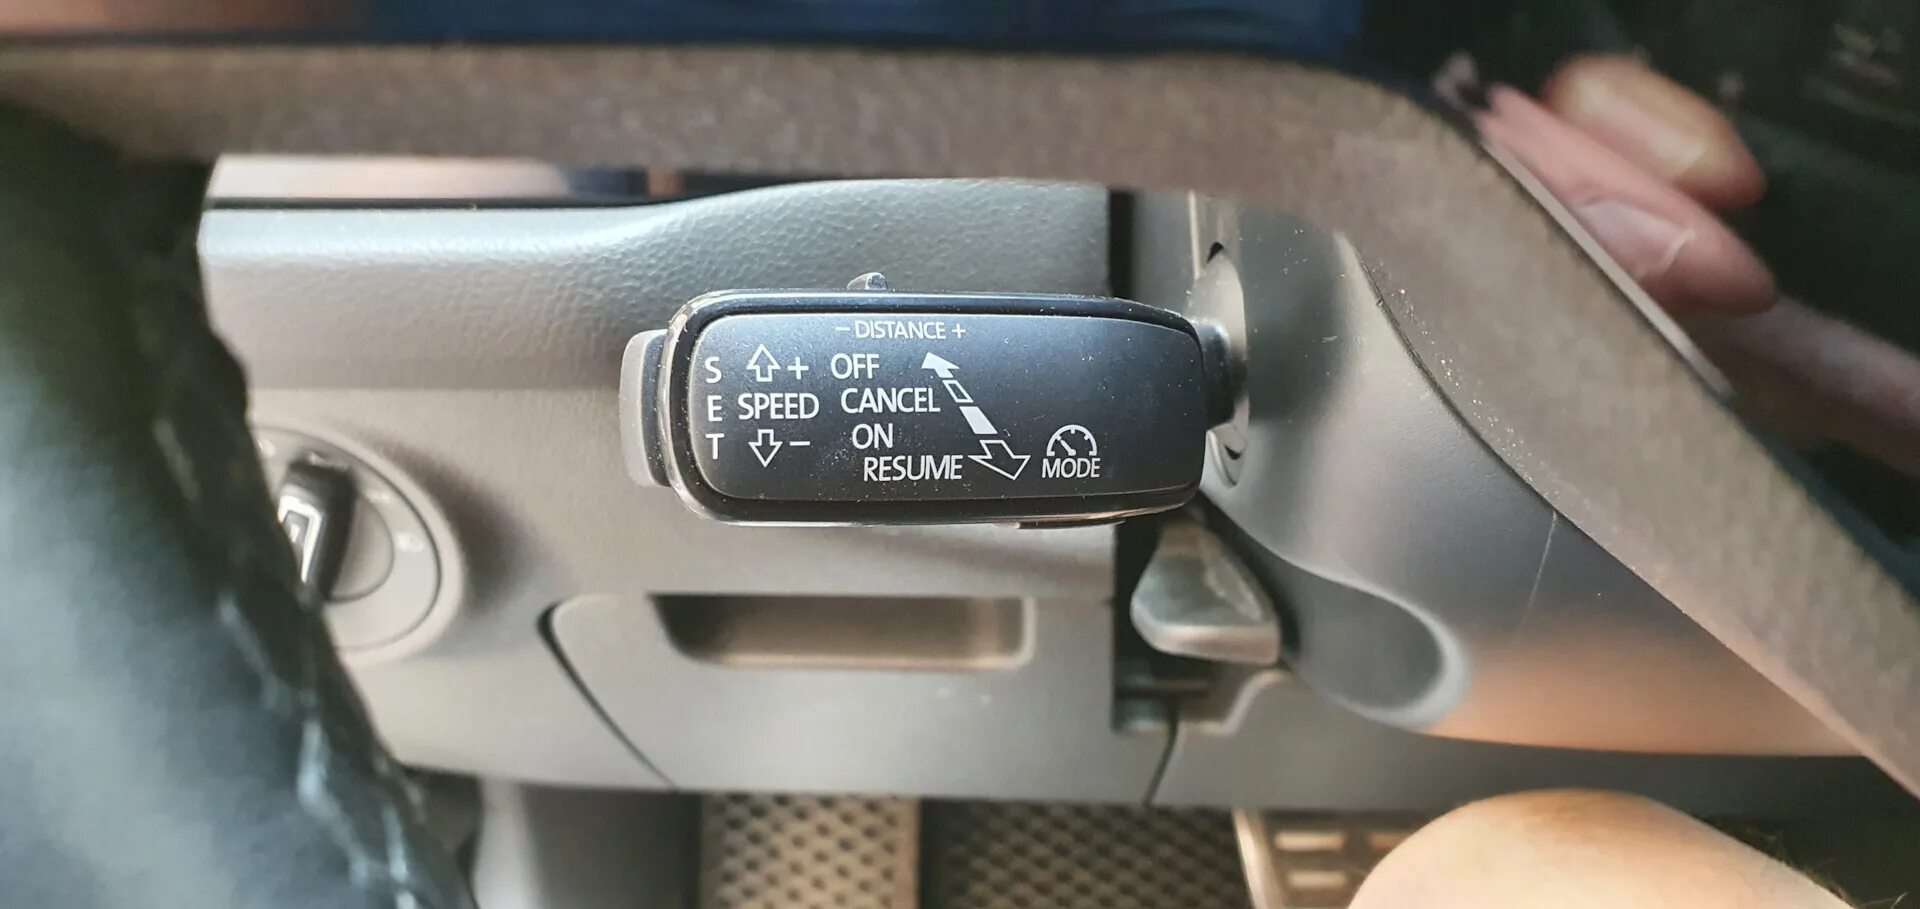 − DISTANCE +
S + OFF
E SPEED CANCEL
T − ON
RESUME MODE